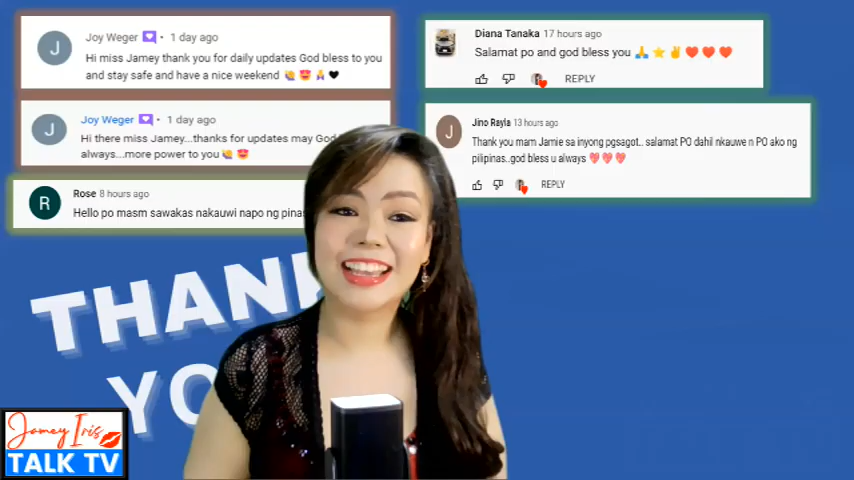 Joy Weger • 1 day ago
Hi miss Jamey thank you for daily updates God bless to you
and stay safe and have a nice weekend
Joy Weger • 1 day ago
Hi there miss Jamey...thanks for updates may God
always...more power to you
Rose 8 hours ago
Hello po masm sawakas nakauwi napo ng pinas
Diana Tanaka 17 hours ago
Salamat po and god bless you 🙏⭐✌️❤️❤️❤️
REPLY
Jino Rayla 13 hours ago
Thank you mam Jamie sa inyong pgsagot.. salamat PO dahil nkauwe n PO ako ng
pilipinas..god bless u always 💖💖💖
REPLY
THANK
YO
Jamey Iris
TALK TV